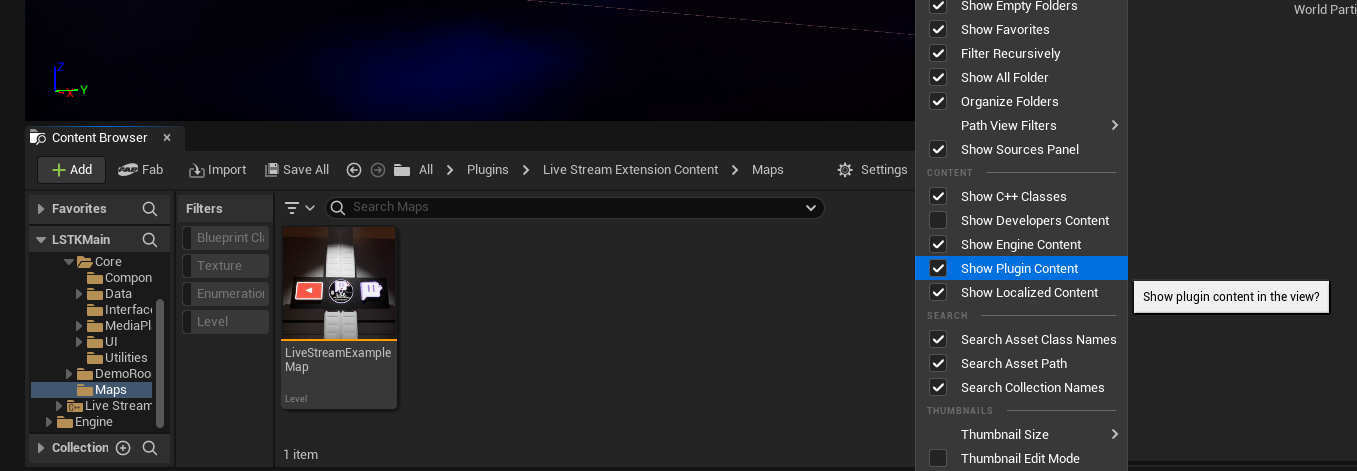 Show Empty Folders
World Parti
Show Favorites
Filter Recursively
Show All Folder
Organize Folders
Path View Filters
Show Sources Panel
CONTENT
Show C++ Classes
Show Developers Content
Show Engine Content
Show Plugin Content
Show Localized Content
SEARCH
Search Asset Class Names
Search Asset Path
Search Collection Names
THUMBNAILS
Thumbnail Size
Thumbnail Edit Mode
Show plugin content in the view?
Z
X
Y
Content Browser
Add
Fab
Import
Save All
All
Plugins
Live Stream Extension Content
Maps
Settings
Favorites
LSTKMain
Core
Compon
Data
Interface
MediaPl
UI
Utilities
DemoRoo
Maps
Live Stream
Engine
Collection
Filters
Blueprint Cl
Texture
Enumeration
Level
Search Maps
LiveStreamExample
Map
Level
1 item